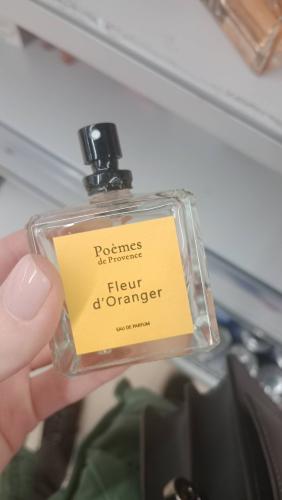 Poèmes
de Provence
Fleur
d'Oranger
EAU DE PARFUM